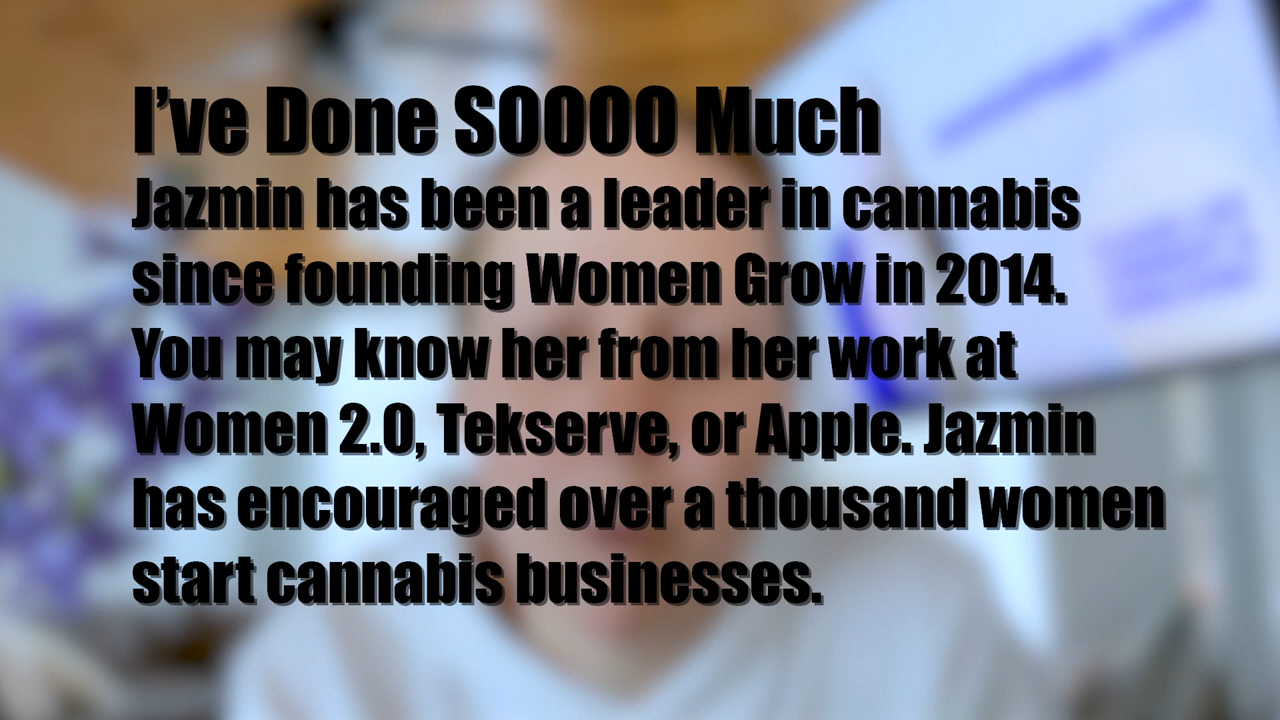 I've Done SOOOO Much
Jazmin has been a leader in cannabis
since founding Women Grow in 2014.
You may know her from her work at
Women 2.0, Tekserve, or Apple. Jazmin
has encouraged over a thousand women
start cannabis businesses.